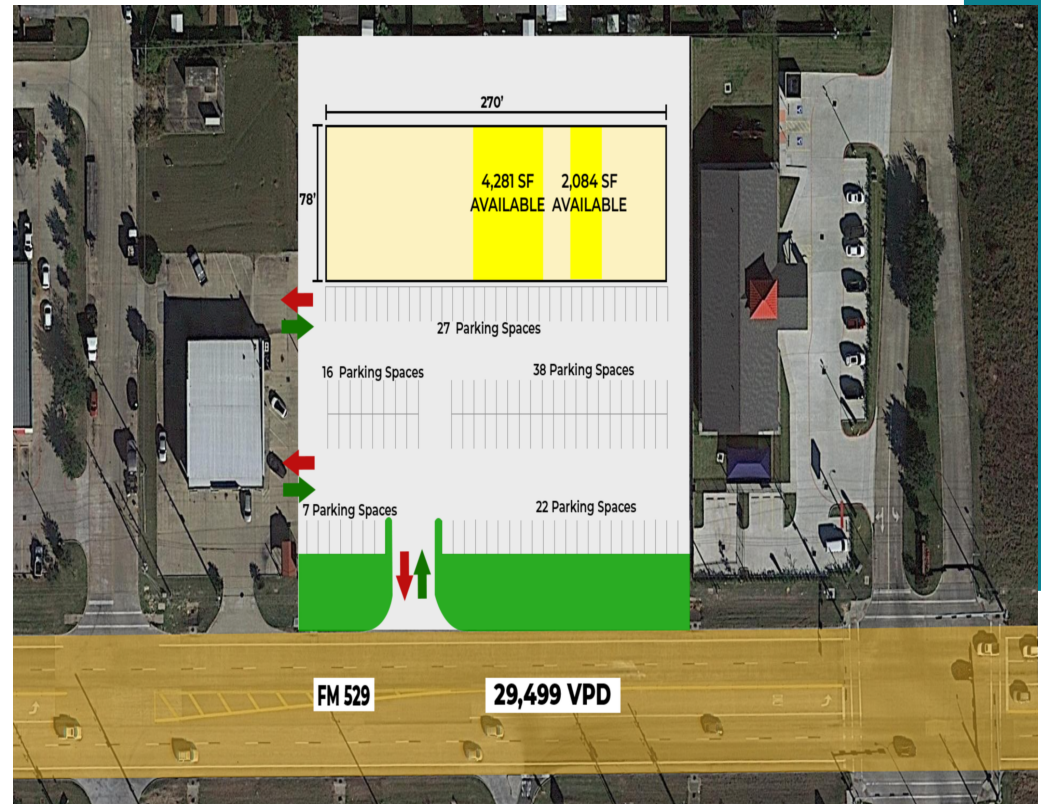 270'
78'
4,281 SF
AVAILABLE
2,084 SF
AVAILABLE
27 Parking Spaces
16 Parking Spaces
38 Parking Spaces
7 Parking Spaces
22 Parking Spaces
FM 529
29,499 VPD